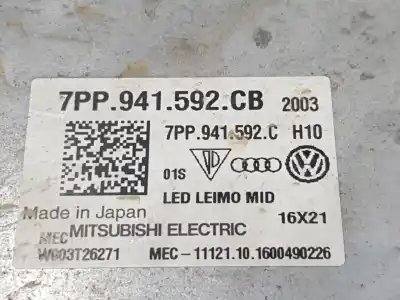 7PP.941.592.CB 2003
7PP.941.592.C H10
01S
LED LEIMO MID
Made in Japan 16X21
MEC MITSUBISHI ELECTRIC
W003T26271 MEC-11121.10.1600490226